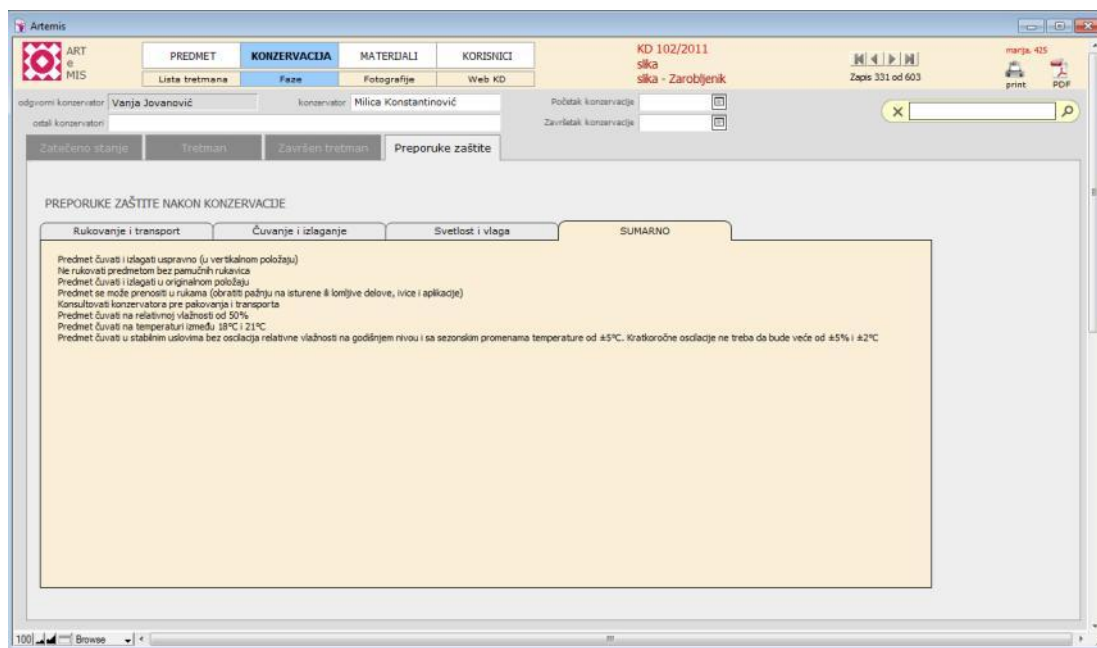 Artemis
ART
e
MIS
PREDMET KONZERVACIJA MATERIJALI KORISNICI
Lista tretmana Faze Fotografije Web KD
KD 102/2011
slika
slika - Zarobljenik
Zapis 331 od 603
marija, 425
print PDF
odgvorni konzervator Vanja Jovanović konzervator Milica Konstantinović Početak konzervacije
ostali konzervatori Završetak konzervacije
Zatečeno stanje Tretman Završen tretman Preporuke zaštite
PREPORUKE ZAŠTITE NAKON KONZERVACIJE
Rukovanje i transport Čuvanje i izlaganje Svetlost i vlaga SUMARNO
Predmet čuvati i izlagati uspravno (u vertikalnom položaju)
Ne rukovati predmetom bez pamučnih rukavica
Predmet čuvati i izlagati u originalnom položaju
Predmet se može prenositi u rukama (obratiti pažnju na isturene ili lomljive delove, ivice i aplikacije)
Konsultovati konzervatora pre pakovanja i transporta
Predmet čuvati na relativnoj vlažnosti od 50%
Predmet čuvati na temperaturi između 18°C i 21°C
Predmet čuvati u stabilnim uslovima bez oscilacija relativne vlažnosti na godišnjem nivou i sa sezonskim promenama temperature od ±5°C. Kratkoročne oscilacije ne treba da bude veće od ±5% i ±2°C
100 Browse